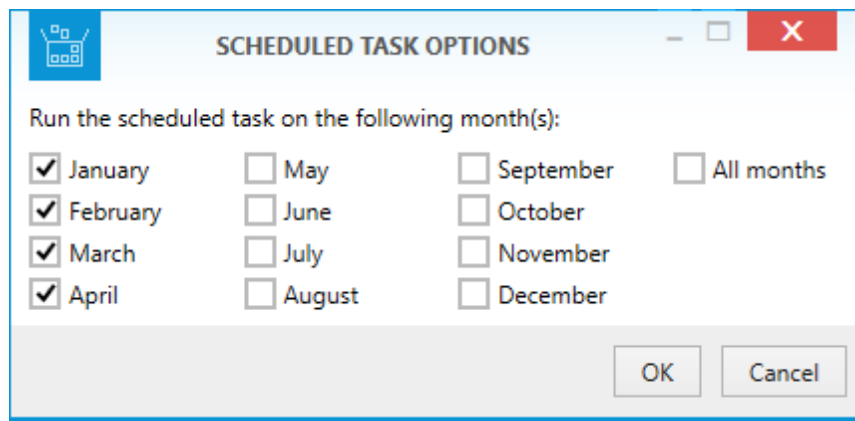 SCHEDULED TASK OPTIONS
Run the scheduled task on the following month(s):
January May September All months
February June October
March July November
April August December
OK Cancel